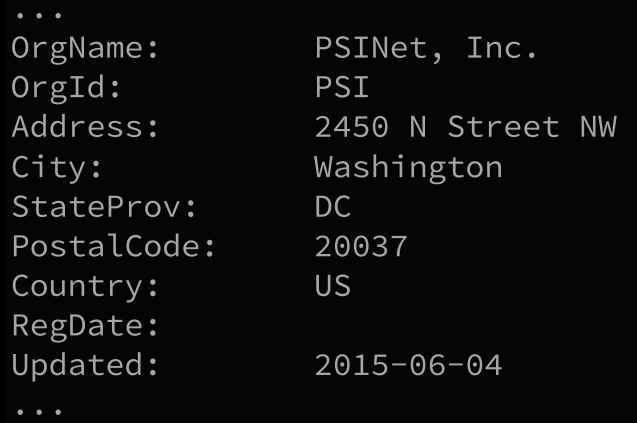 ...
OrgName: PSINet, Inc.
OrgId: PSI
Address: 2450 N Street NW
City: Washington
StateProv: DC
PostalCode: 20037
Country: US
RegDate:
Updated: 2015-06-04
...